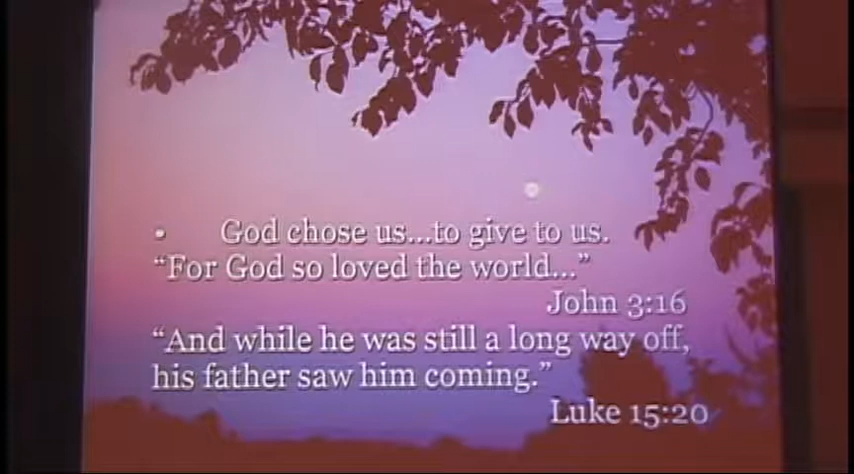 • God chose us...to give to us.
“For God so loved the world...”
John 3:16
“And while he was still a long way off,
his father saw him coming.”
Luke 15:20